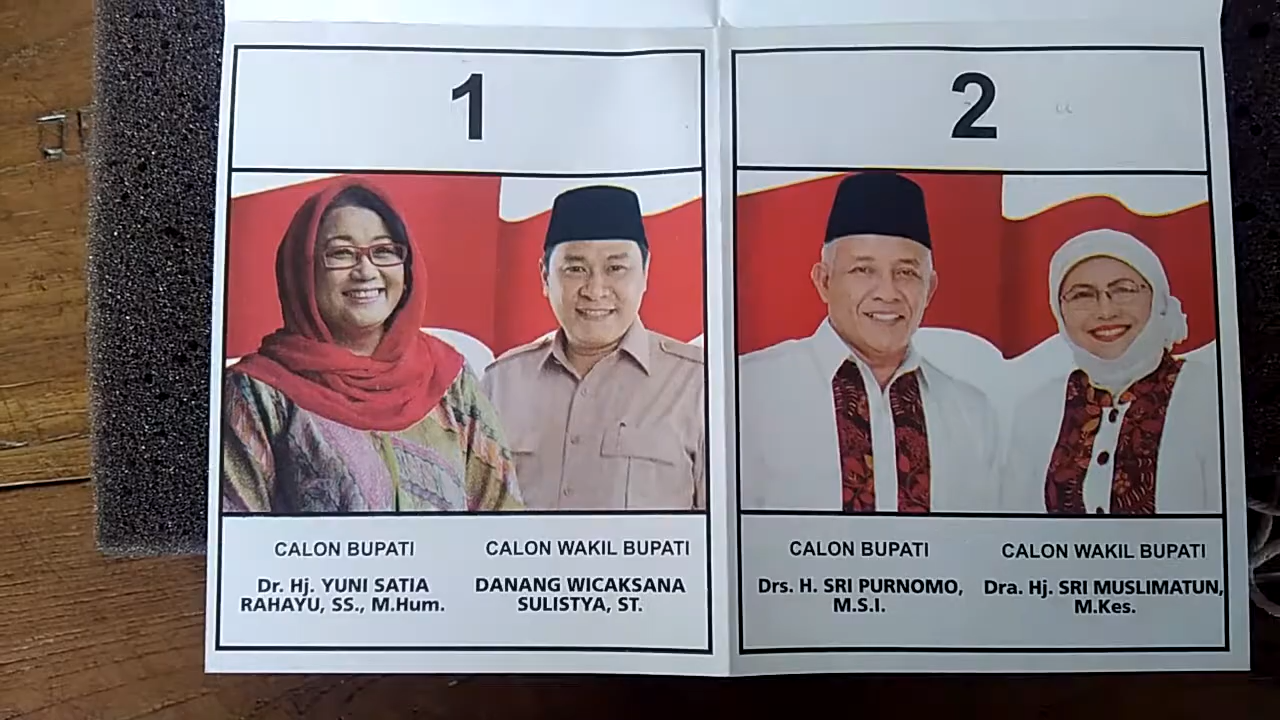 1
CALON BUPATI
Dr. Hj. YUNI SATIA
RAHAYU, SS., M.Hum.
CALON WAKIL BUPATI
DANANG WICAKSANA
SULISTYA, ST.
2
CALON BUPATI
Drs. H. SRI PURNOMO,
M.S.I.
CALON WAKIL BUPATI
Dra. Hj. SRI MUSLIMATUN,
M.Kes.